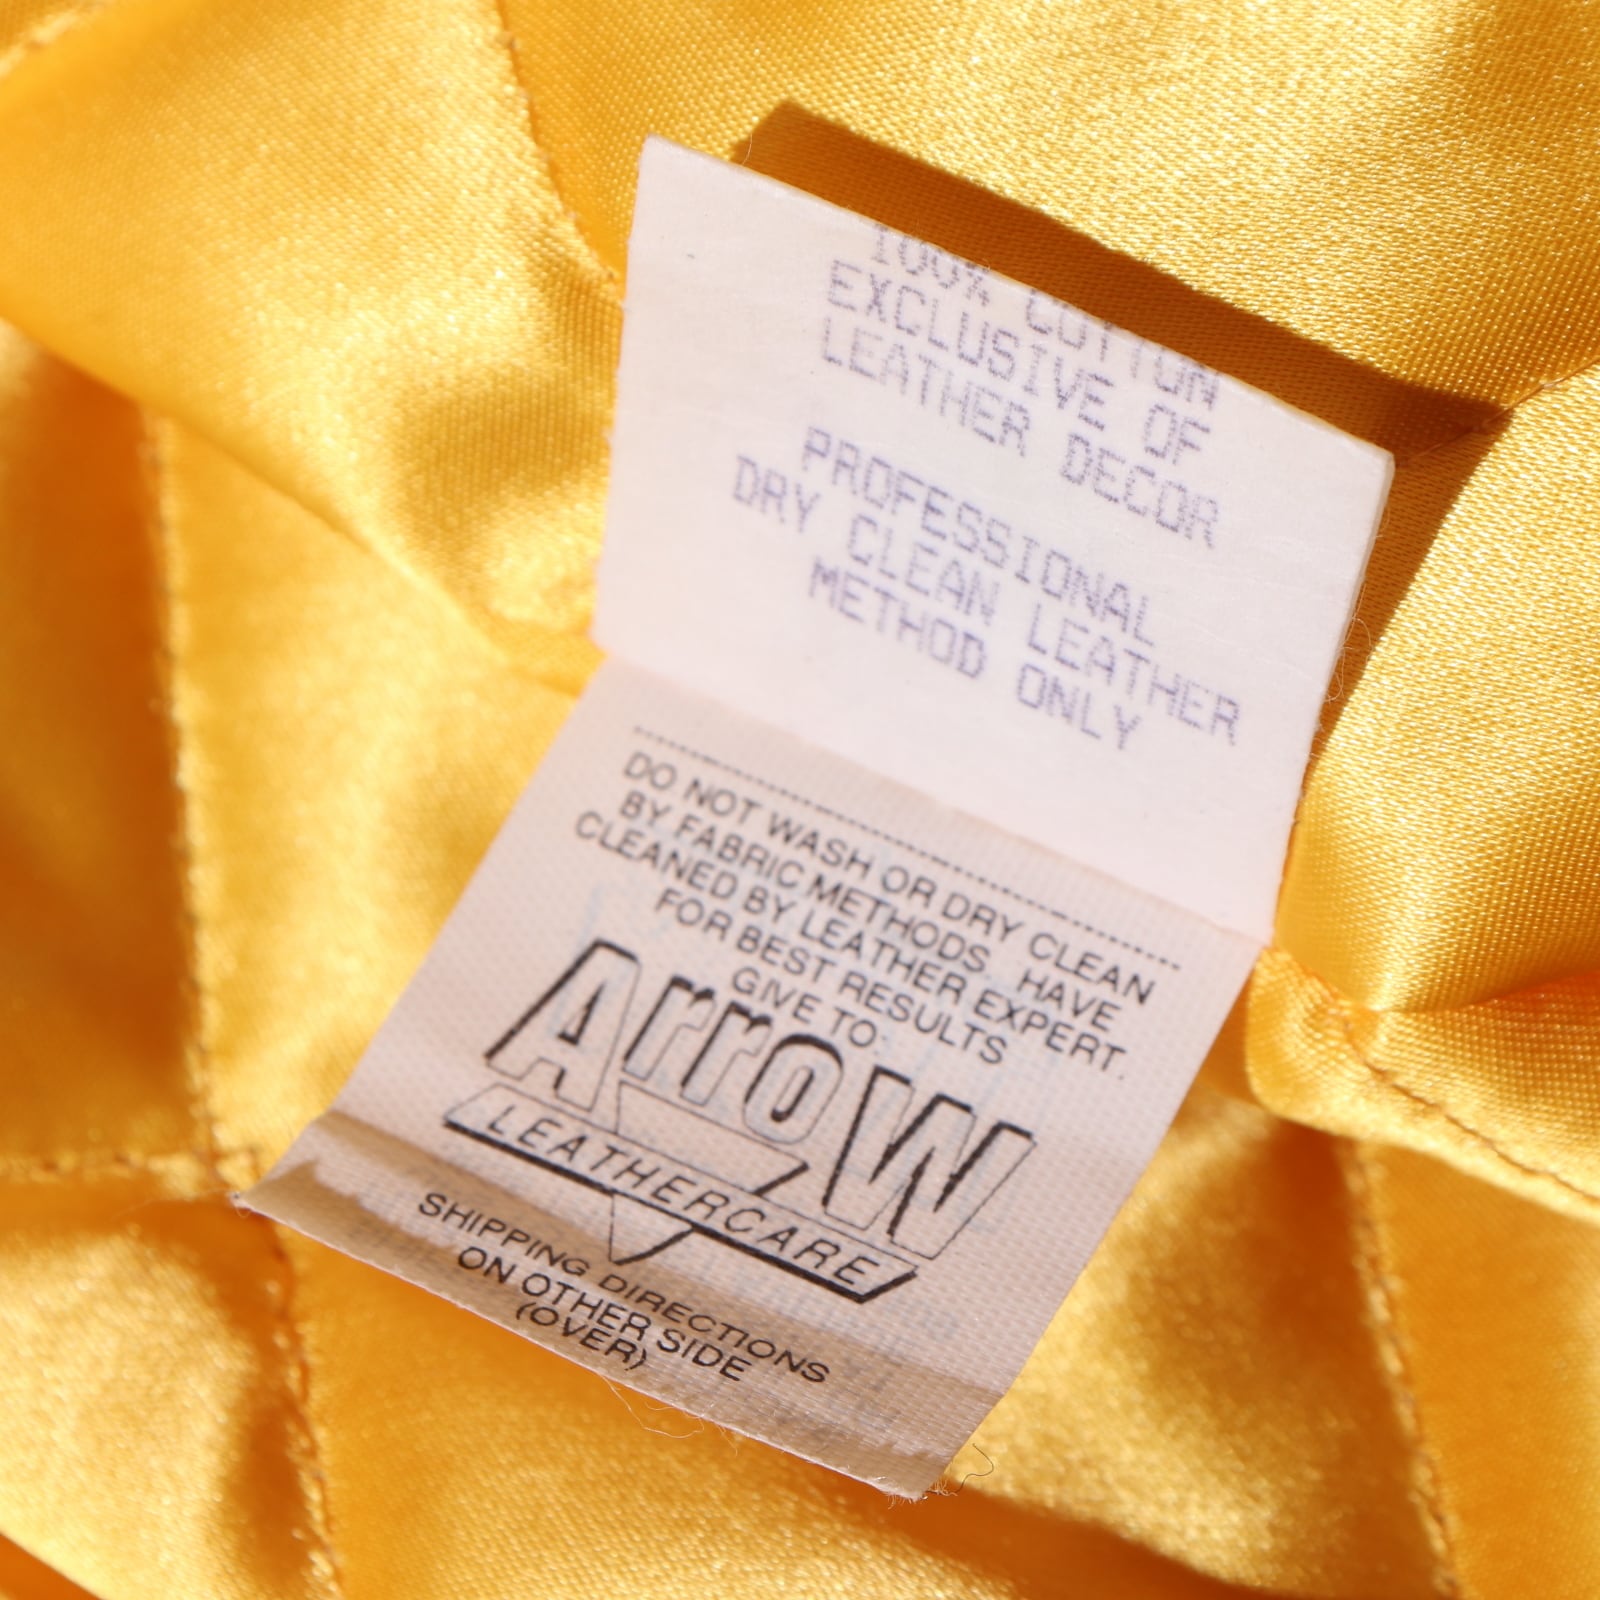 100% COTTON
EXCLUSIVE OF
LEATHER DECOR
PROFESSIONAL
DRY CLEAN LEATHER
METHOD ONLY
DO NOT WASH OR DRY CLEAN
BY FABRIC METHODS. HAVE
CLEANED BY LEATHER EXPERT.
FOR BEST RESULTS
GIVE TO:
ArroW
LEATHERCARE
SHIPPING DIRECTIONS
ON OTHER SIDE
(OVER)